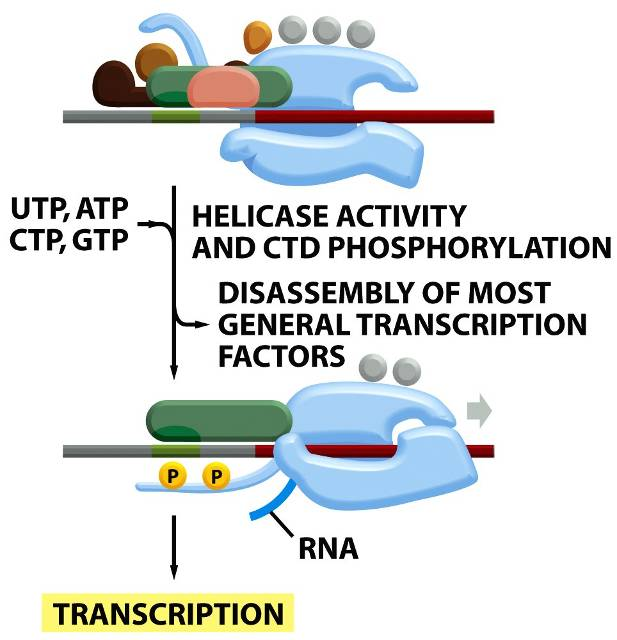 UTP, ATP
CTP, GTP
HELICASE ACTIVITY
AND CTD PHOSPHORYLATION
DISASSEMBLY OF MOST
GENERAL TRANSCRIPTION
FACTORS
P P
RNA
TRANSCRIPTION